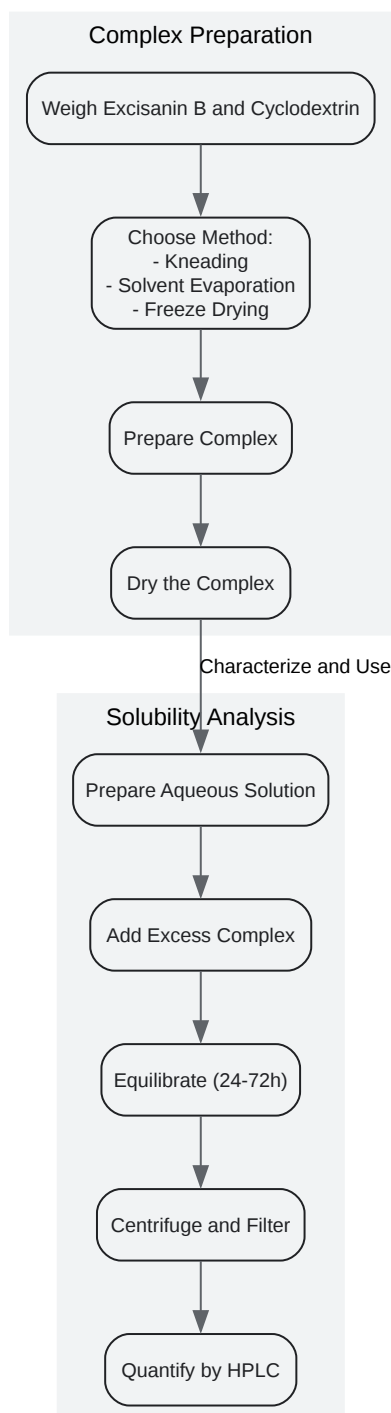 Complex Preparation
Weigh Excisanin B and Cyclodextrin
Choose Method:
- Kneading
- Solvent Evaporation
- Freeze Drying
Prepare Complex
Dry the Complex
Characterize and Use
Solubility Analysis
Prepare Aqueous Solution
Add Excess Complex
Equilibrate (24-72h)
Centrifuge and Filter
Quantify by HPLC